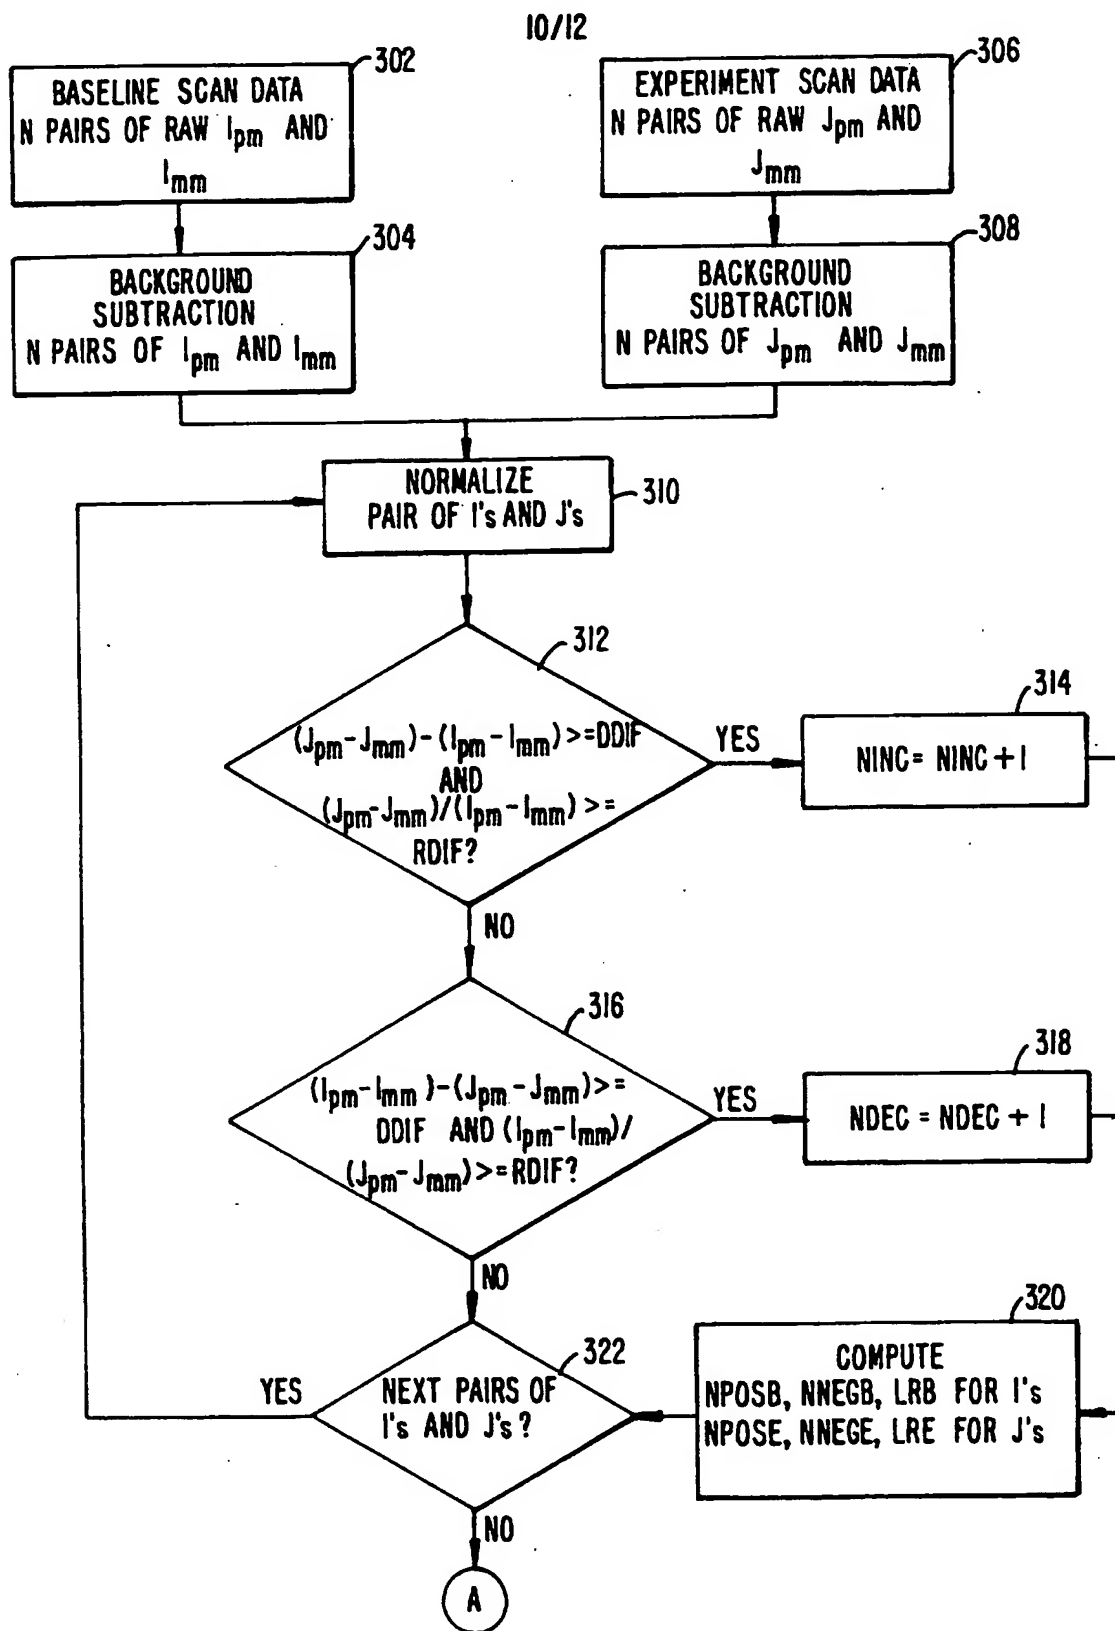 10/12
302
BASELINE SCAN DATA
N PAIRS OF RAW Ipm AND
Imm
306
EXPERIMENT SCAN DATA
N PAIRS OF RAW Jpm AND
Jmm
304
BACKGROUND
SUBTRACTION
N PAIRS OF Ipm AND Imm
308
BACKGROUND
SUBTRACTION
N PAIRS OF Jpm AND Jmm
NORMALIZE
PAIR OF I's AND J's
310
312
(Jpm-Jmm)-(Ipm-Imm)>=DDIF
AND
(Jpm-Jmm)/(Ipm-Imm)>=
RDIF?
YES
314
NINC= NINC+1
NO
316
(Ipm-Imm)-(Jpm-Jmm)>=
DDIF AND (Ipm-Imm)/
(Jpm-Jmm)>=RDIF?
YES
318
NDEC = NDEC + 1
NO
322
NEXT PAIRS OF
I's AND J's?
YES
320
COMPUTE
NPOSB, NNEGB, LRB FOR I's
NPOSE, NNEGE, LRE FOR J's
NO
A